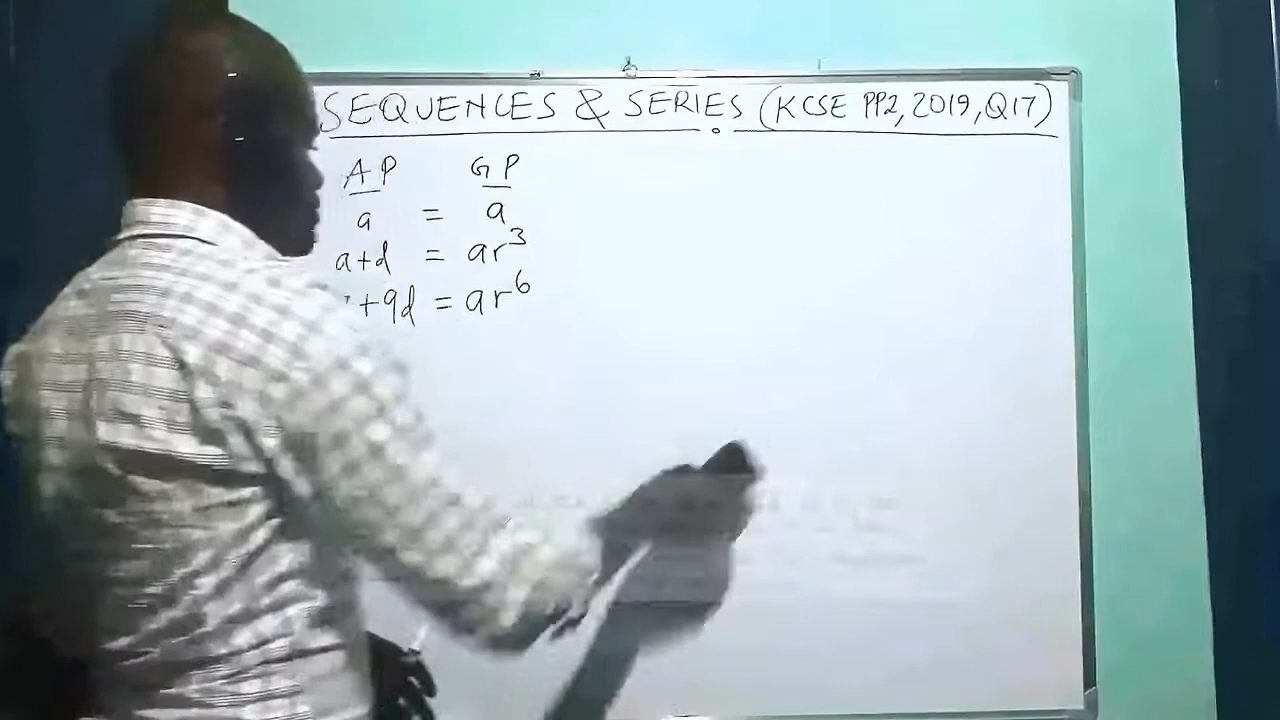 SEQUENCES & SERIES (KCSE PP2, 2019, Q17)
AP GP
a = a
a+d = ar³
+9d = ar⁶